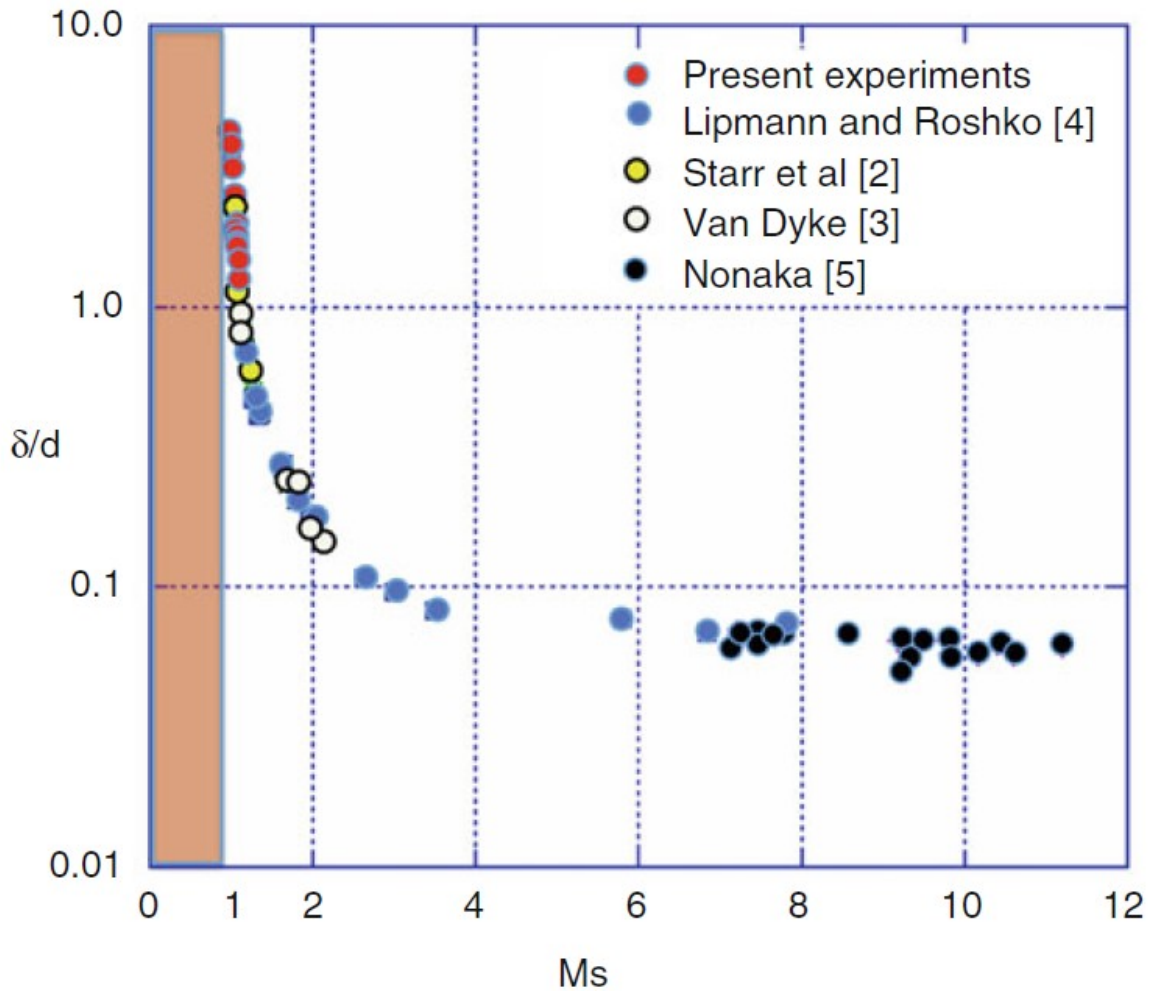 10.0
Present experiments
Lipmann and Roshko [4]
Starr et al [2]
Van Dyke [3]
Nonaka [5]
1.0
δ/d
0.1
0.01
0 1 2 4 6 8 10 12
Ms